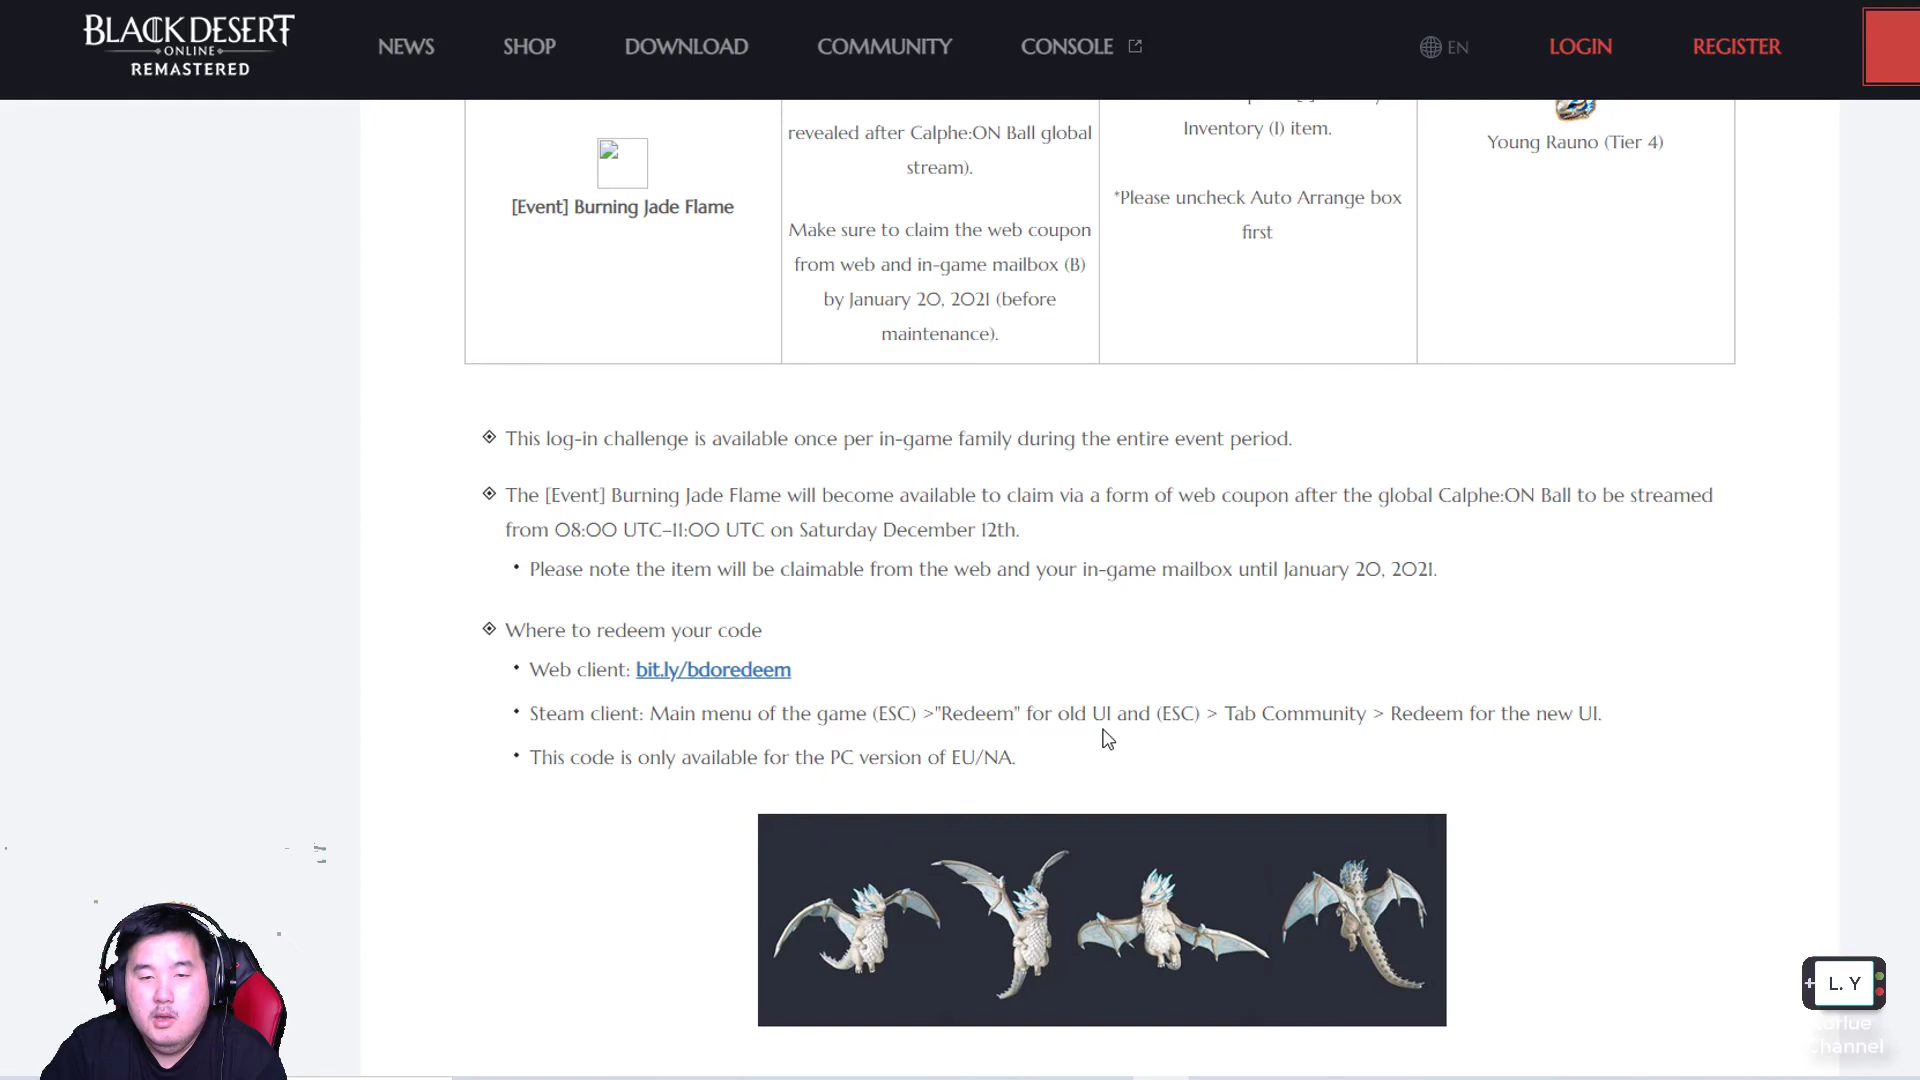 BLACK DESERT
ONLINE
REMASTERED
NEWS
SHOP
DOWNLOAD
COMMUNITY
CONSOLE
EN
LOGIN
REGISTER
[Event] Burning Jade Flame
revealed after Calphe:ON Ball global
stream).
Make sure to claim the web coupon
from web and in-game mailbox (B)
by January 20, 2021 (before
maintenance).
Inventory (I) item.
*Please uncheck Auto Arrange box
first
Young Rauno (Tier 4)
This log-in challenge is available once per in-game family during the entire event period.
The [Event] Burning Jade Flame will become available to claim via a form of web coupon after the global Calphe:ON Ball to be streamed
from 08:00 UTC–11:00 UTC on Saturday December 12th.
Please note the item will be claimable from the web and your in-game mailbox until January 20, 2021.
Where to redeem your code
Web client: bit.ly/bdoredeem
Steam client: Main menu of the game (ESC) >"Redeem" for old UI and (ESC) > Tab Community > Redeem for the new UI.
This code is only available for the PC version of EU/NA.
L. Y
Channel